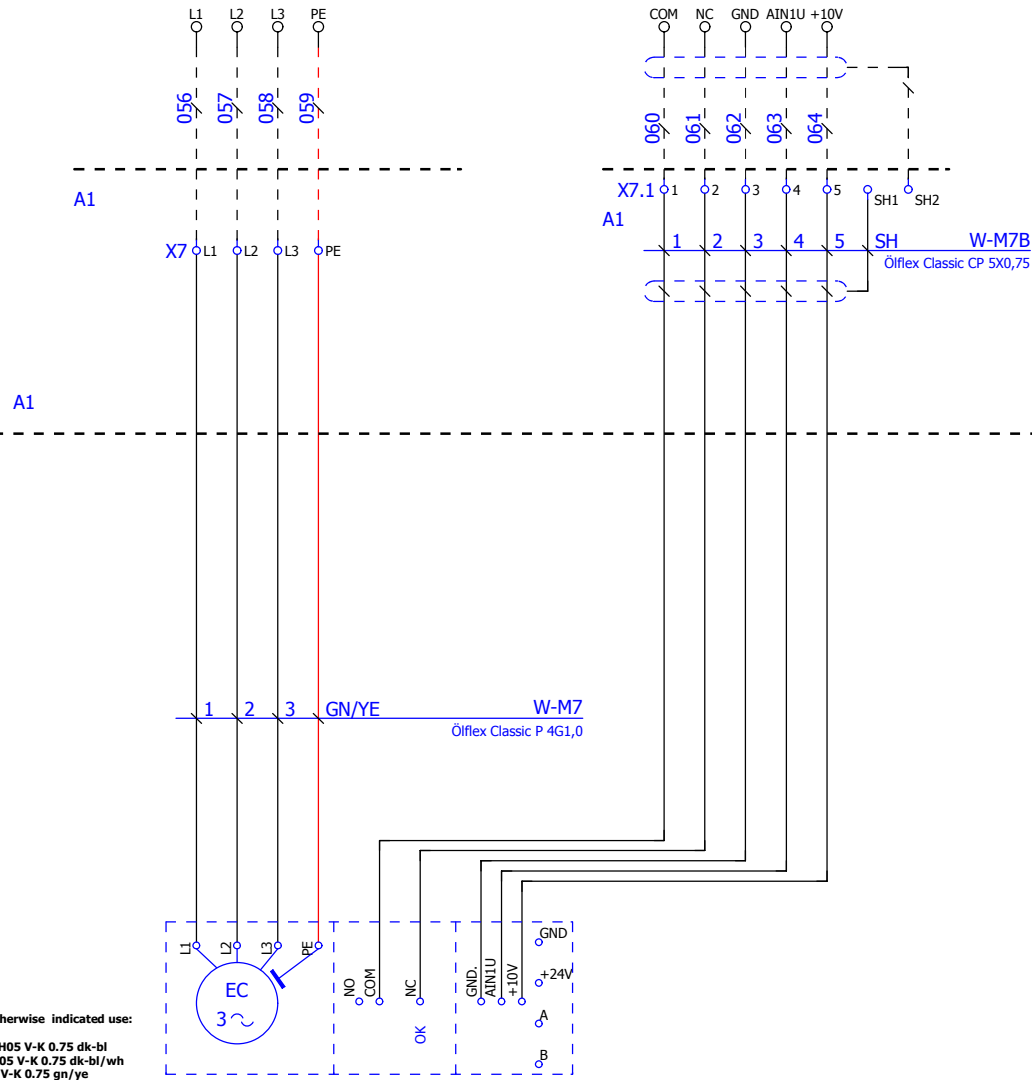 L1 L2 L3 PE COM NC GND AIN1U +10V
056 057 058 059 060 061 062 063 064
A1
X7.1 1 2 3 4 5 SH1 SH2
A1
X7 L1 L2 L3 PE
1 2 3 4 5 SH W-M7B
Ölflex Classic CP 5X0,75
A1
1 2 3 GN/YE W-M7
Ölflex Classic P 4G1,0
L1 L2 L3 PE
NO COM NC
GND. AIN1U +10V
GND
+24V
A
B
EC
3
OK
herwise indicated use:
H05 V-K 0.75 dk-bl
05 V-K 0.75 dk-bl/wh
V-K 0.75 gn/ye